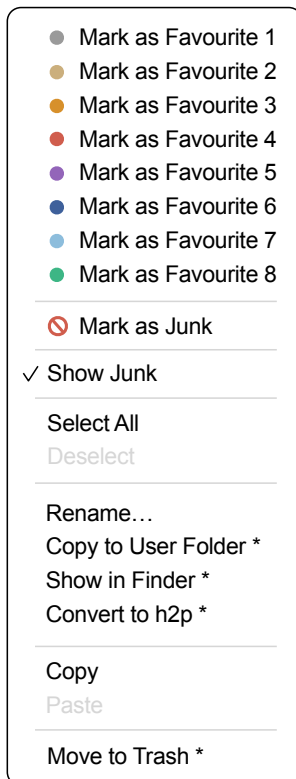 Mark as Favourite 1
Mark as Favourite 2
Mark as Favourite 3
Mark as Favourite 4
Mark as Favourite 5
Mark as Favourite 6
Mark as Favourite 7
Mark as Favourite 8
Mark as Junk
✓ Show Junk
Select All
Deselect
Rename…
Copy to User Folder *
Show in Finder *
Convert to h2p *
Copy
Paste
Move to Trash *